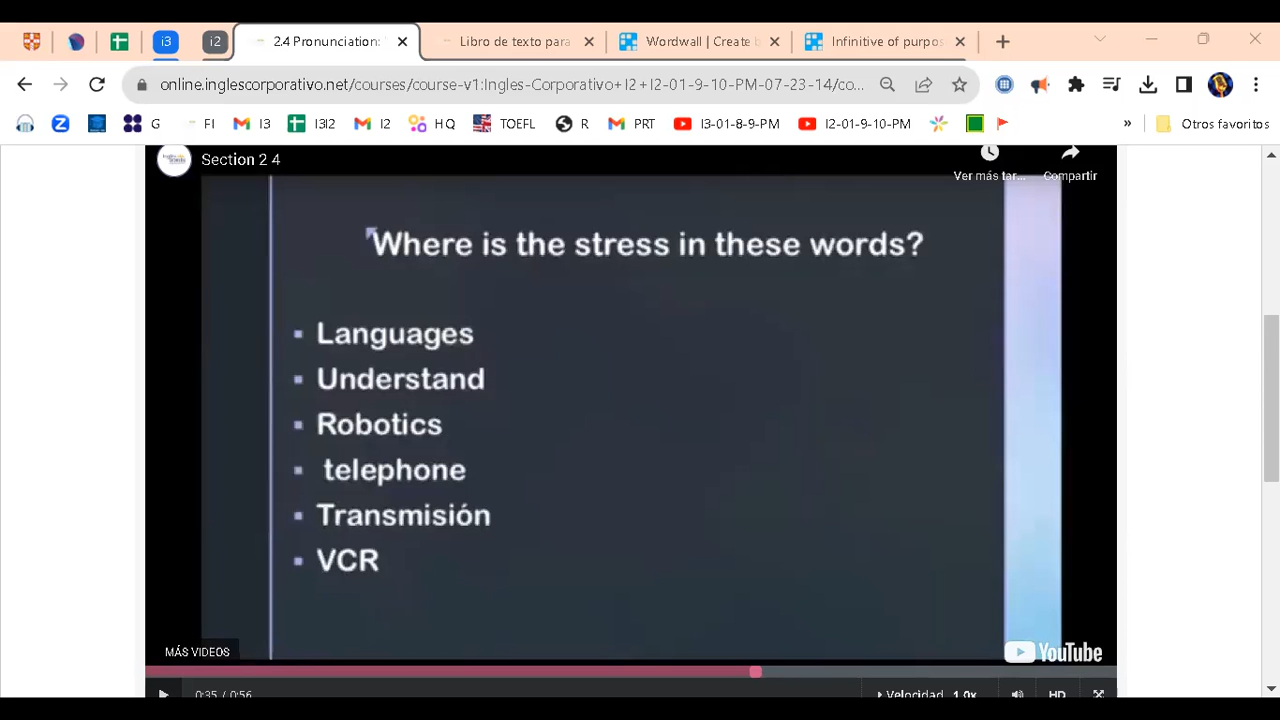 i3
i2
2.4 Pronunciation:
Libro de texto para
Wordwall | Create b
Infinitive of purpos
online.inglescorporativo.net/courses/course-v1:Ingles-Corporativo+I2+I2-01-9-10-PM-07-23-14/co...
G
FI
I3
I3I2
I2
HQ
TOEFL
R
PRT
I3-01-8-9-PM
I2-01-9-10-PM
»
Otros favoritos
Section 2 4
Ver más tar...
Compartir
Where is the stress in these words?
Languages
Understand
Robotics
telephone
Transmisión
VCR
MÁS VIDEOS
YouTube
0:35 / 0:56
Velocidad 1.0x
HD